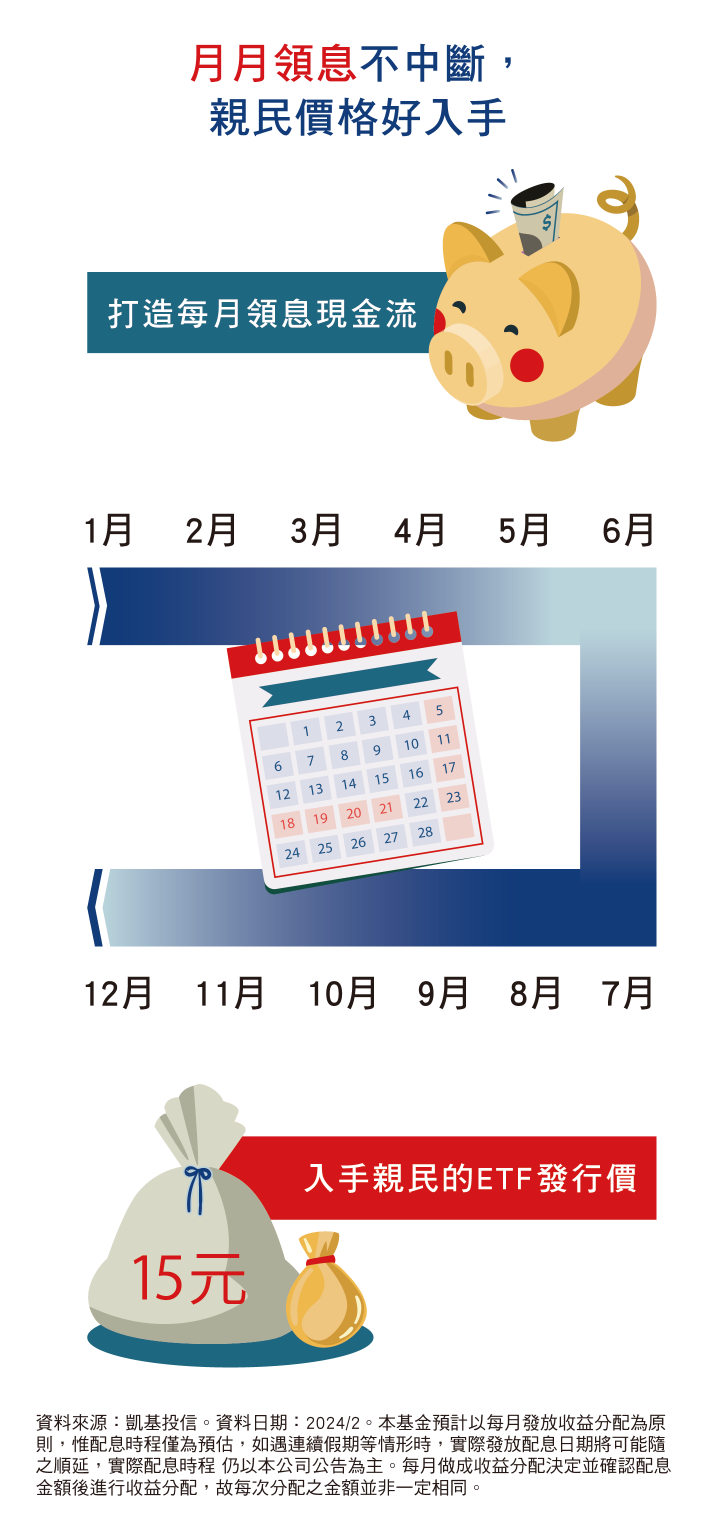 月月領息不中斷，
親民價格好入手
$
打造每月領息現金流
1月 2月 3月 4月 5月 6月
1 2 3 4 5
6 7 8 9 10 11
12 13 14 15 16 17
18 19 20 21 22 23
24 25 26 27 28
12月 11月 10月 9月 8月 7月
入手親民的ETF發行價
15元
資料來源：凱基投信。資料日期：2024/2。本基金預計以每月發放收益分配為原
則，惟配息時程僅為預估，如遇連續假期等情形時，實際發放配息日期將可能隨
之順延，實際配息時程 仍以本公司公告為主。每月做成收益分配決定並確認配息
金額後進行收益分配，故每次分配之金額並非一定相同。